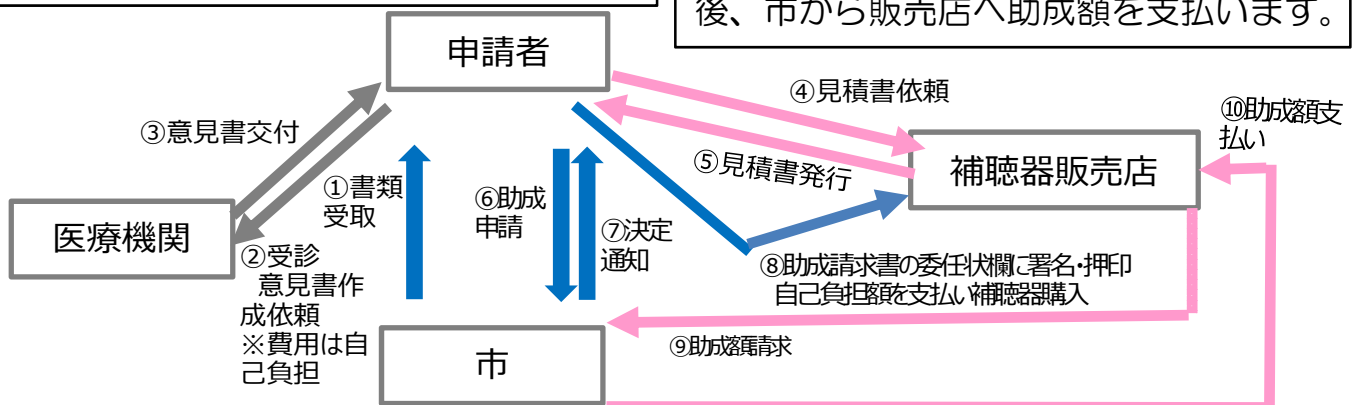 後、市から販売店へ助成額を支払います。
申請者
④見積書依頼
⑩助成額支
払い
③意見書交付
⑤見積書発行
補聴器販売店
①書類
受取
⑥助成
申請
医療機関
⑦決定
通知
②受診
意見書作
成依頼
※費用は自
己負担
⑧助成請求書の委任状欄に署名・押印
自己負担額を支払い補聴器購入
⑨助成額請求
市